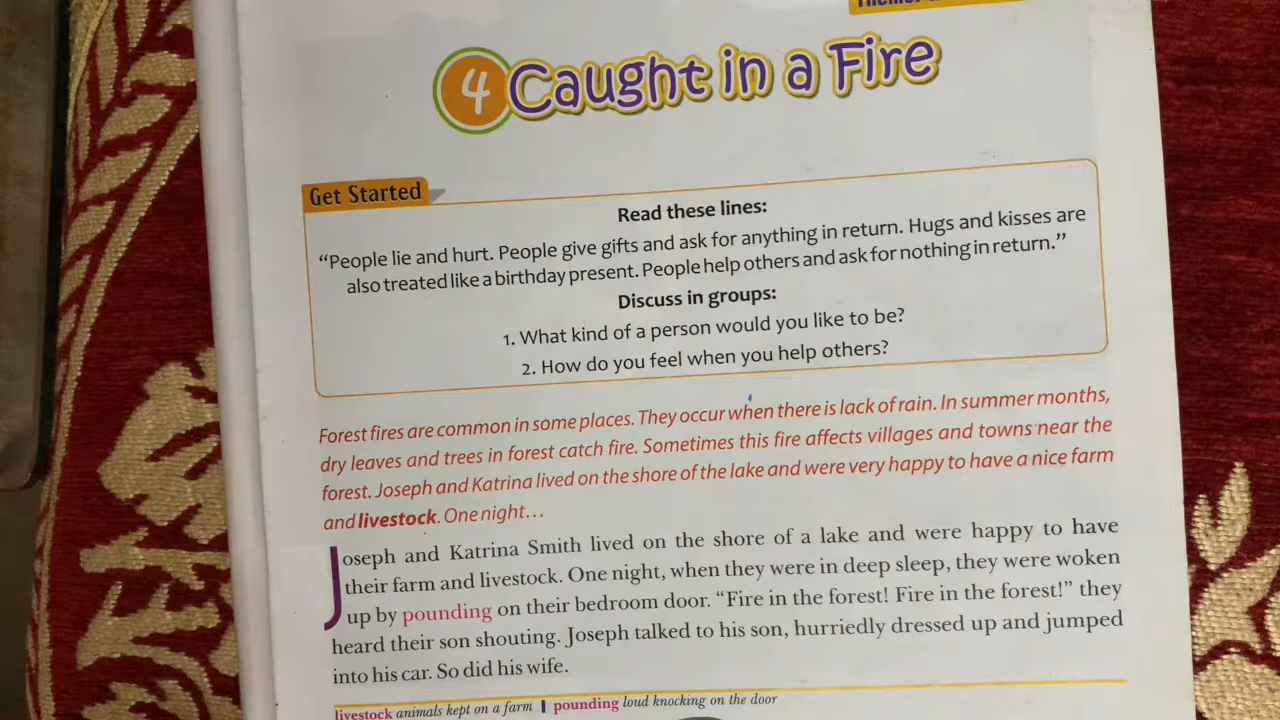 4 Caught in a Fire
Get Started
Read these lines:
“People lie and hurt. People give gifts and ask for anything in return. Hugs and kisses are
also treated like a birthday present. People help others and ask for nothing in return.”
Discuss in groups:
1. What kind of a person would you like to be?
2. How do you feel when you help others?
Forest fires are common in some places. They occur when there is lack of rain. In summer months,
dry leaves and trees in forest catch fire. Sometimes this fire affects villages and towns near the
forest. Joseph and Katrina lived on the shore of the lake and were very happy to have a nice farm
and livestock. One night...
Joseph and Katrina Smith lived on the shore of a lake and were happy to have
their farm and livestock. One night, when they were in deep sleep, they were woken
up by pounding on their bedroom door. “Fire in the forest! Fire in the forest!” they
heard their son shouting. Joseph talked to his son, hurriedly dressed up and jumped
into his car. So did his wife.
livestock animals kept on a farm | pounding loud knocking on the door